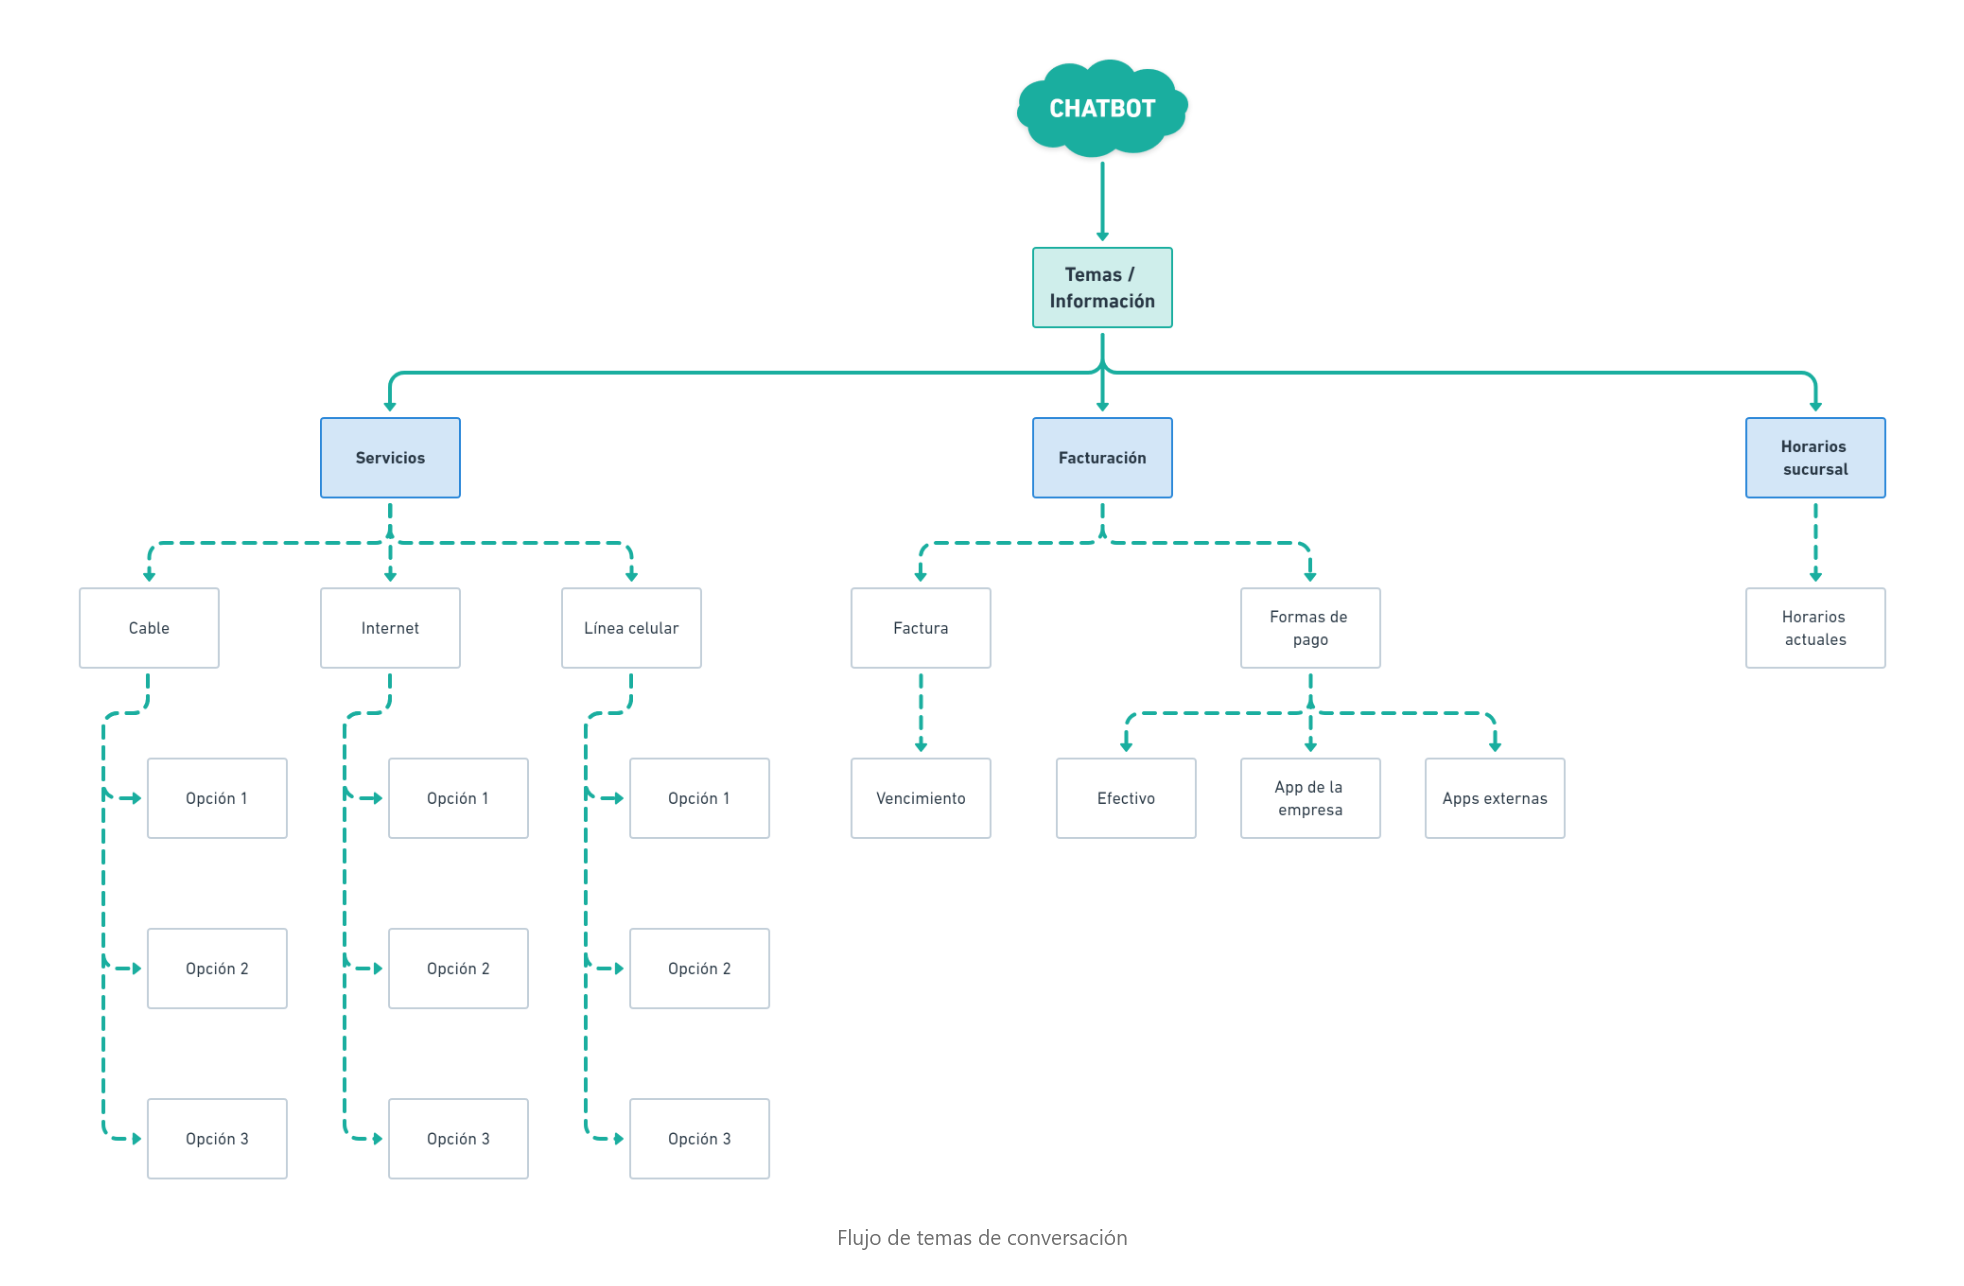 CHATBOT
Temas /
Información
Servicios
Facturación
Horarios
sucursal
Cable
Internet
Línea celular
Factura
Formas de
pago
Horarios
actuales
Opción 1
Opción 1
Opción 1
Vencimiento
Efectivo
App de la
empresa
Apps externas
Opción 2
Opción 2
Opción 2
Opción 3
Opción 3
Opción 3
Flujo de temas de conversación